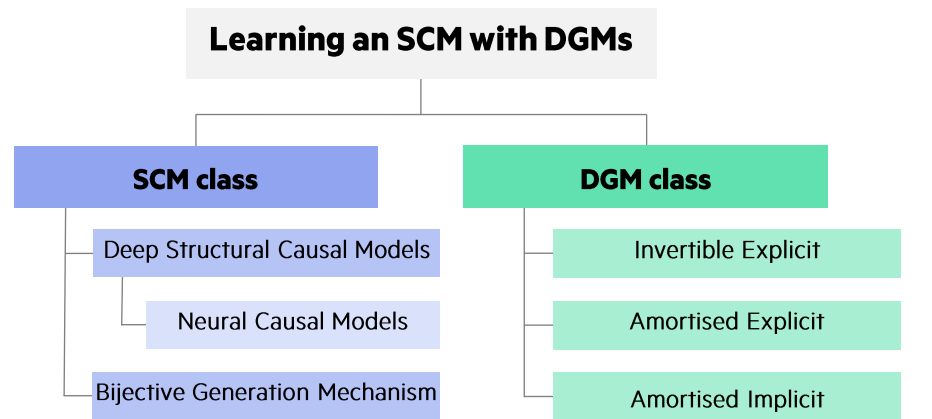 Learning an SCM with DGMs
SCM class
DGM class
Deep Structural Causal Models
Invertible Explicit
Neural Causal Models
Amortised Explicit
Bijective Generation Mechanism
Amortised Implicit